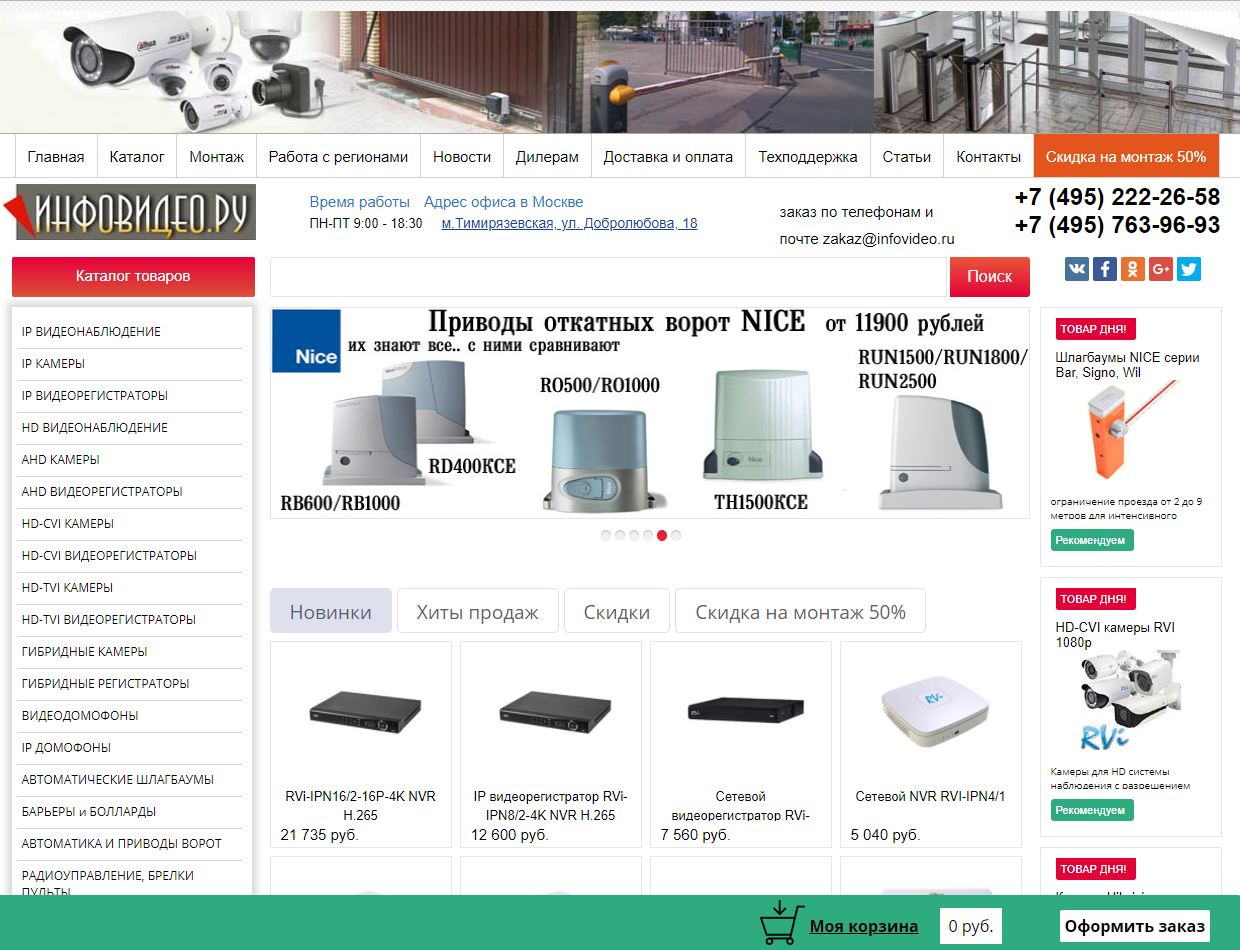 Главная Каталог Монтаж Работа с регионами Новости Дилерам Доставка и оплата Техподдержка Статьи Контакты Скидка на монтаж 50%
ИНФОВИДЕО.РУ
Время работы Адрес офиса в Москве
ПН-ПТ 9:00 - 18:30 м.Тимирязевская, ул. Добролюбова, 18
заказ по телефонам и
почте zakaz@infovideo.ru
+7 (495) 222-26-58
+7 (495) 763-96-93
Каталог товаров
Поиск
IP ВИДЕОНАБЛЮДЕНИЕ
IP КАМЕРЫ
IP ВИДЕОРЕГИСТРАТОРЫ
HD ВИДЕОНАБЛЮДЕНИЕ
AHD КАМЕРЫ
AHD ВИДЕОРЕГИСТРАТОРЫ
HD-CVI КАМЕРЫ
HD-CVI ВИДЕОРЕГИСТРАТОРЫ
HD-TVI КАМЕРЫ
HD-TVI ВИДЕОРЕГИСТРАТОРЫ
ГИБРИДНЫЕ КАМЕРЫ
ГИБРИДНЫЕ РЕГИСТРАТОРЫ
ВИДЕОДОМОФОНЫ
IP ДОМОФОНЫ
АВТОМАТИЧЕСКИЕ ШЛАГБАУМЫ
БАРЬЕРЫ и БОЛЛАРДЫ
АВТОМАТИКА И ПРИВОДЫ ВОРОТ
РАДИОУПРАВЛЕНИЕ, БРЕЛКИ
ПУЛЬТЫ
Nice
Приводы откатных ворот NICE от 11900 рублей
их знают все.. с ними сравнивают
RUN1500/RUN1800/
RUN2500
RO500/RO1000
RD400KCE
RB600/RB1000
TH1500KCE
Новинки Хиты продаж Скидки Скидка на монтаж 50%
RVi-IPN16/2-16P-4K NVR
H.265
21 735 руб.
IP видеорегистратор RVi-
IPN8/2-4K NVR H.265
12 600 руб.
Сетевой
видеорегистратор RVi-
7 560 руб.
RVi
Сетевой NVR RVI-IPN4/1
5 040 руб.
ТОВАР ДНЯ!
Шлагбаумы NICE серии
Bar, Signo, Wil
ограничение проезда от 2 до 9
метров для интенсивного
Рекомендуем
ТОВАР ДНЯ!
HD-CVI камеры RVI
1080p
RVi
Камеры для HD системы
наблюдения с разрешением
Рекомендуем
ТОВАР ДНЯ!
Моя корзина 0 руб. Оформить заказ